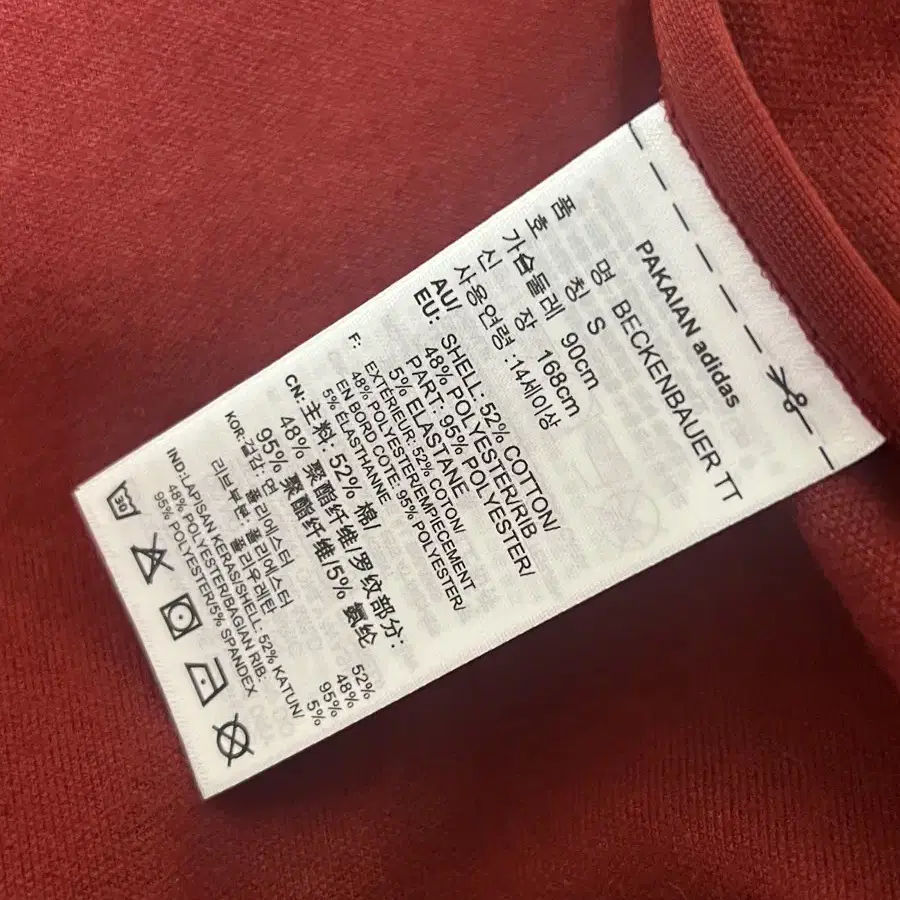 PAKAIAN adidas
품 명 BECKENBAUER TT
호 칭 S
가슴둘레 90cm
신 장 168cm
사용연령 :14세이상
AU/ SHELL: 52% COTTON/
EU: 48% POLYESTER/RIB
PART: 95% POLYESTER/
5% ELASTANE
F: EXTÉRIEUR: 52% COTON/
48% POLYESTER/EMPIÈCEMENT
EN BORD CÔTE: 95% POLYESTER/
5% ÉLASTHANNE
CN: 主料: 52% 棉/
48% 聚酯纤维/罗纹部分:
95% 聚酯纤维/5% 氨纶
KOR:겉감: 면 52%
폴리에스터 48%
리브부: 폴리에스터 95%
폴리우레탄 5%
IND:LAPISAN KERAS/SHELL: 52% KATUN/
48% POLYESTER/BAGIAN RIB:
95% POLYESTER/5% SPANDEX
30